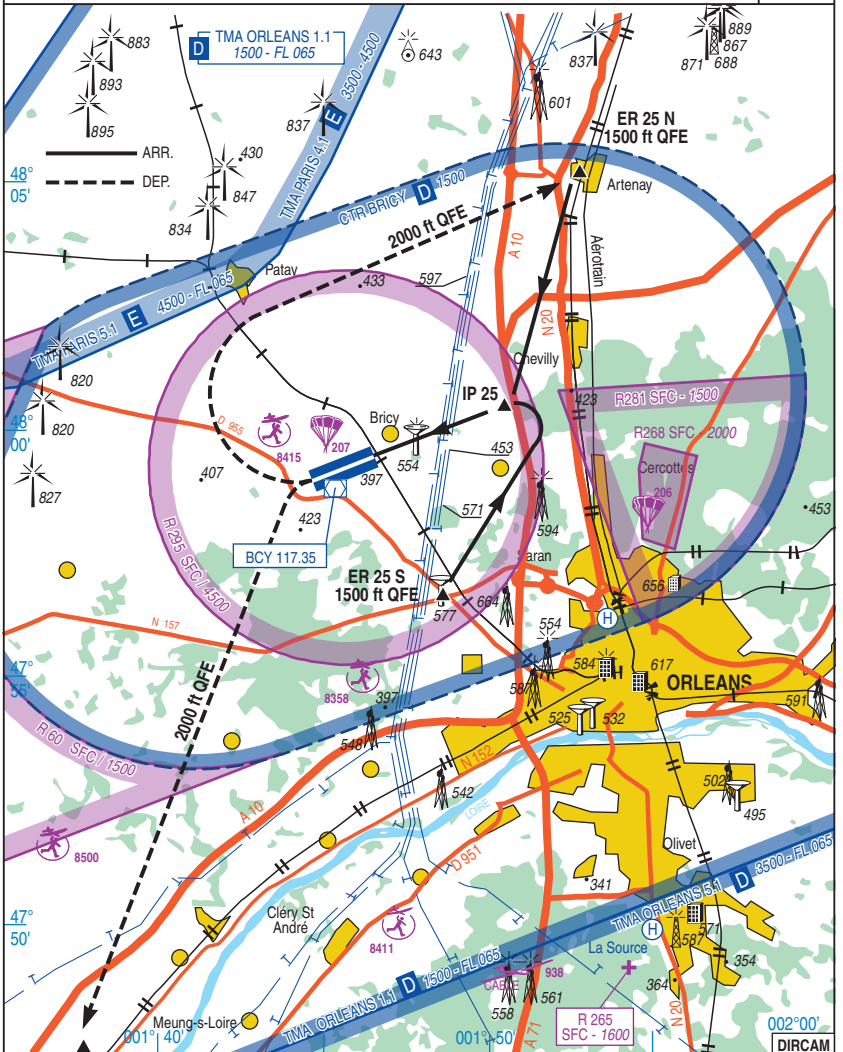 883
893
895
D TMA ORLEANS 1.1
1500 - FL 065
643
837
889
867
871
688
601
837
TMA PARIS 4.1 E 3500-4500
ARR.
DEP.
430
847
834
48°
05'
ER 25 N
1500 ft QFE
Artenay
CTR BRICY D 1500
2000 ft QFE
A 10
Aérotrain
N 20
Patay
433
597
TMA PARIS 5.1 E 4500 - FL 065
820
820
827
48°
00'
Chevilly
IP 25
423
R281 SFC - 1500
R268 SFC - 2000
Cercottes
206
453
D 955
8415
207
Bricy
554
397
453
407
423
571
594
BCY 117.35
R 295 SFC - 4500
ER 25 S
1500 ft QFE
577
664
Saran
656
H
N 157
554
584
617
ORLEANS
587
591
525
532
47°
55'
8358
397
548
2000 ft QFE
R 60 SFC / 1500
N 152
542
LOIRE
A 10
D 951
502
495
8500
Olivet
341
TMA ORLEANS 5.1 D 3500 - FL 065
47°
50'
Cléry St
André
8411
H
571
587
La Source
354
364
938
CABLE
558
561
TMA ORLEANS 1.1 D 1500 - FL 065
R 265
SFC - 1600
A 71
N 20
Meung-s-Loire
001° 40'
001° 50'
002°00'
DIRCAM